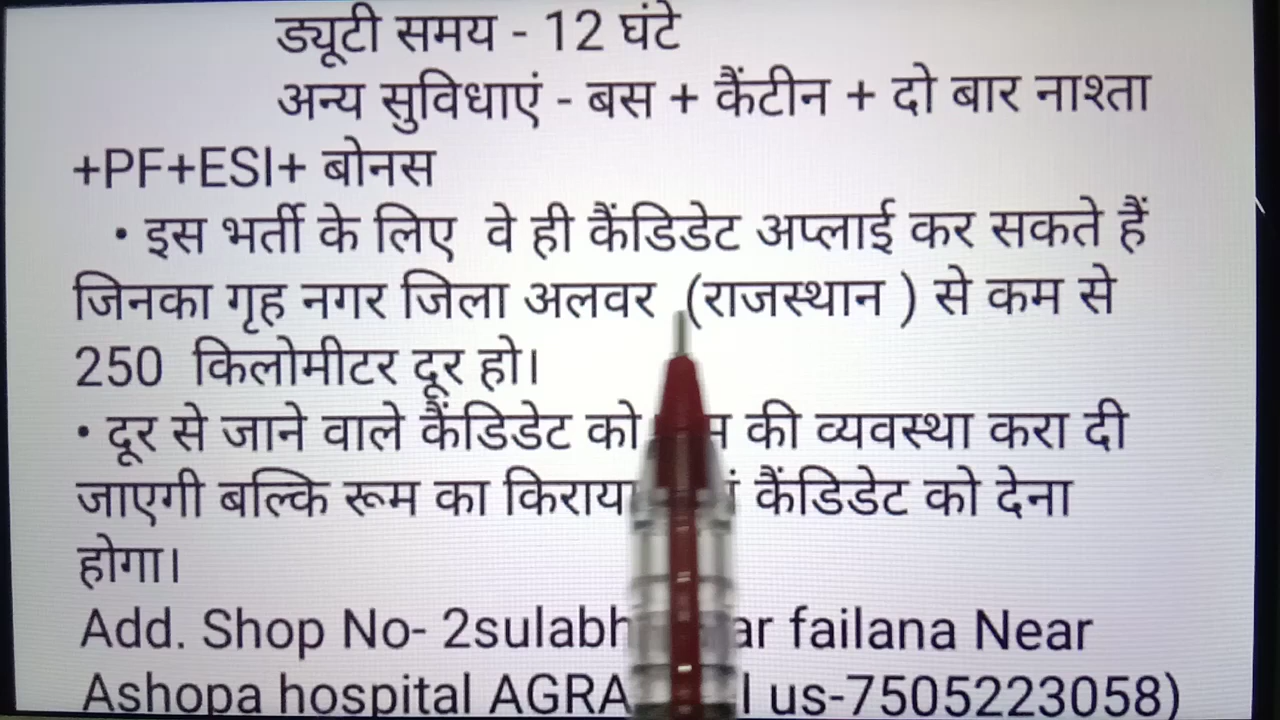 ड्यूटी समय - 12 घंटे
अन्य सुविधाएं - बस + कैंटीन + दो बार नाश्ता
+PF+ESI+ बोनस
• इस भर्ती के लिए वे ही कैंडिडेट अप्लाई कर सकते हैं
जिनका गृह नगर जिला अलवर (राजस्थान ) से कम से
250 किलोमीटर दूर हो।
• दूर से जाने वाले कैंडिडेट को की व्यवस्था करा दी
जाएगी बल्कि रूम का कैंडिडेट को देना
होगा।
Add. Shop No- 2 failana Near
Ashopa hospital AGRA us-7505223058)